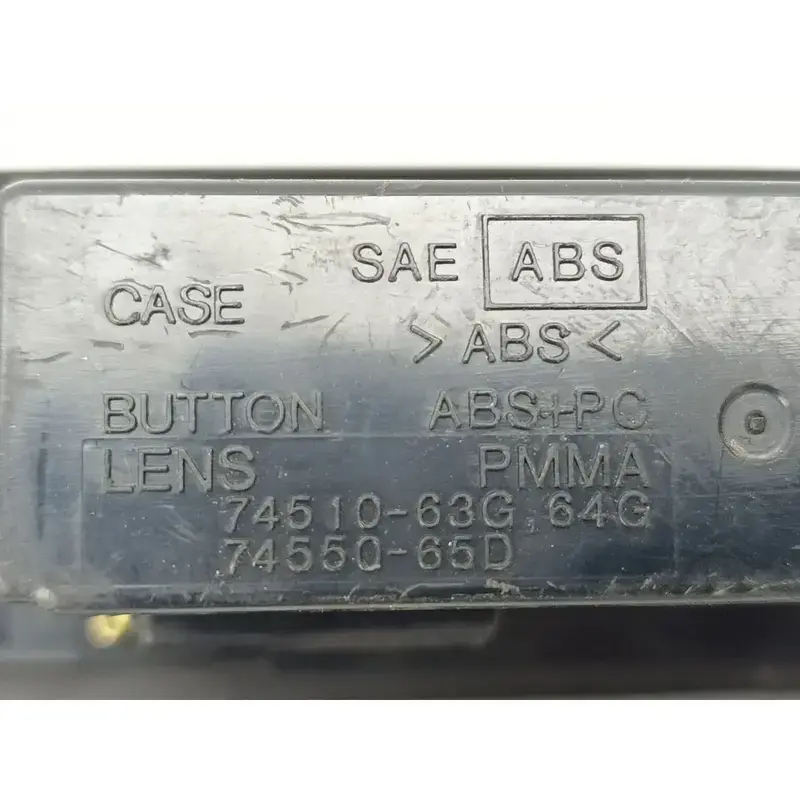 SAE ABS
CASE >ABS<
BUTTON ABS+PC
LENS PMMA
74510-63G, 64G
74550-65D